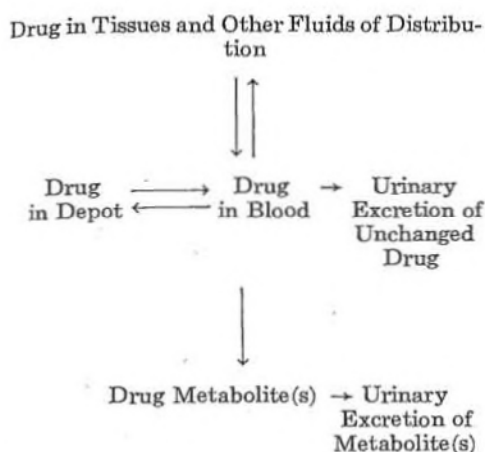 Drug in Tissues and Other Fluids of Distribu-
tion
Drug
in Depot
Drug
in Blood
Urinary
Excretion of
Unchanged
Drug
Drug Metabolite(s)
Urinary
Excretion of
Metabolite(s)